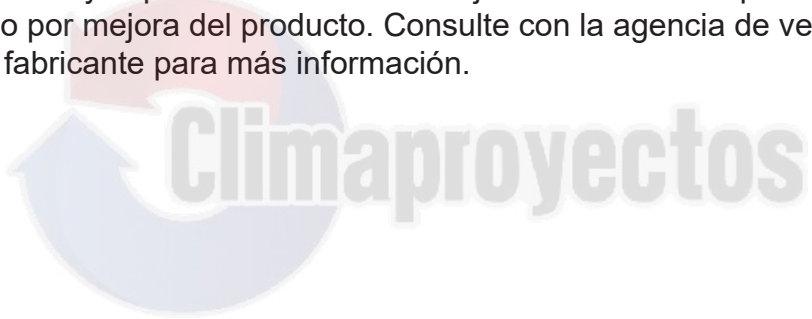 o por mejora del producto. Consulte con la agencia de ve
fabricante para más información.
Climaproyectos